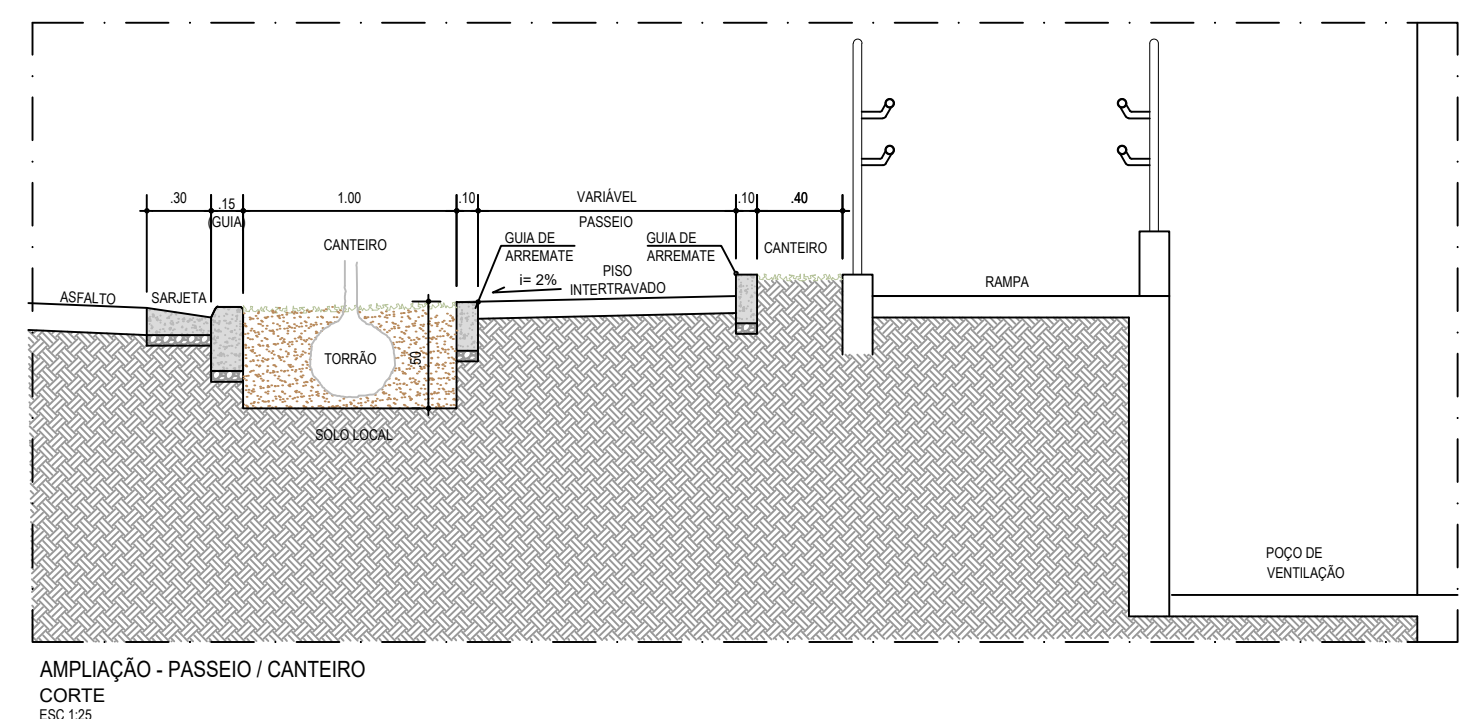 .30
.15
(GUIA)
1.00
.10
VARIÁVEL
PASSEIO
.10
.40
CANTEIRO
GUIA DE
ARREMATE
GUIA DE
ARREMATE
CANTEIRO
i= 2%
PISO
INTERTRAVADO
RAMPA
ASFALTO
SARJETA
TORRÃO
.50
SOLO LOCAL
POÇO DE
VENTILAÇÃO
AMPLIAÇÃO - PASSEIO / CANTEIRO
CORTE
ESC 1:25